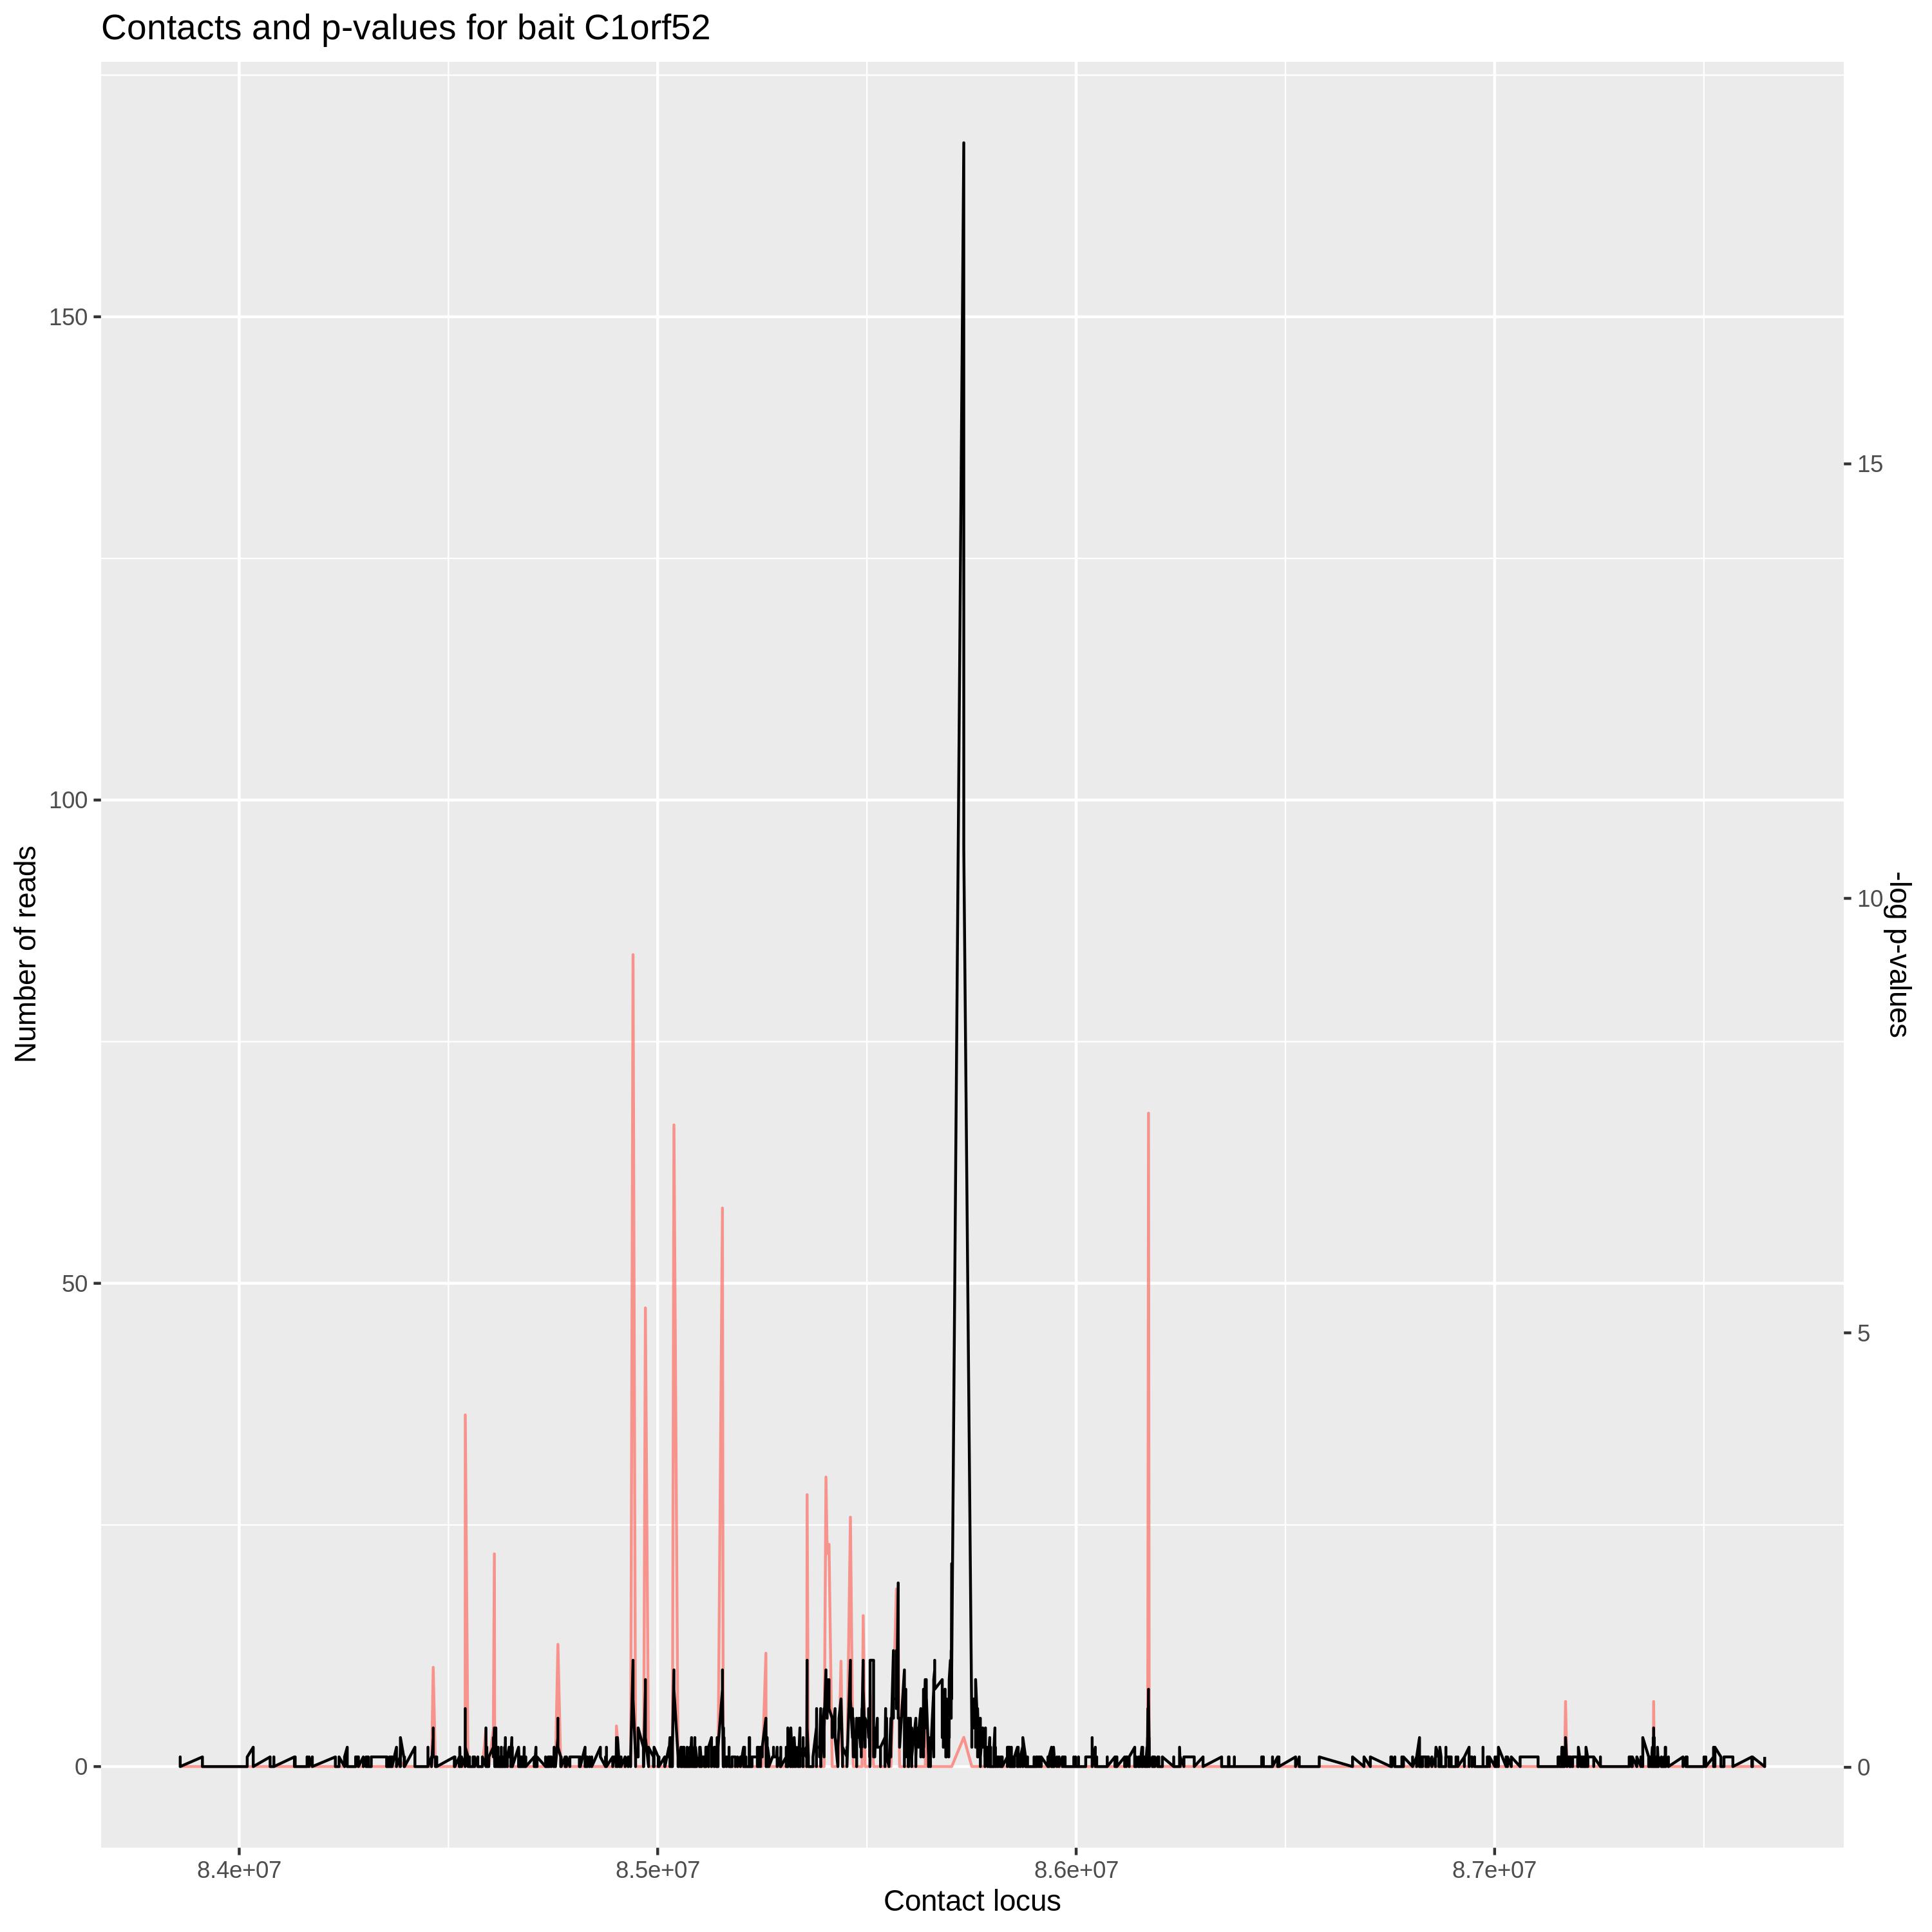 Contacts and p-values for bait C1orf52
Number of reads
150
100
50
0
15
10
5
0
-log p-values
8.4e+07
8.5e+07
8.6e+07
8.7e+07
Contact locus